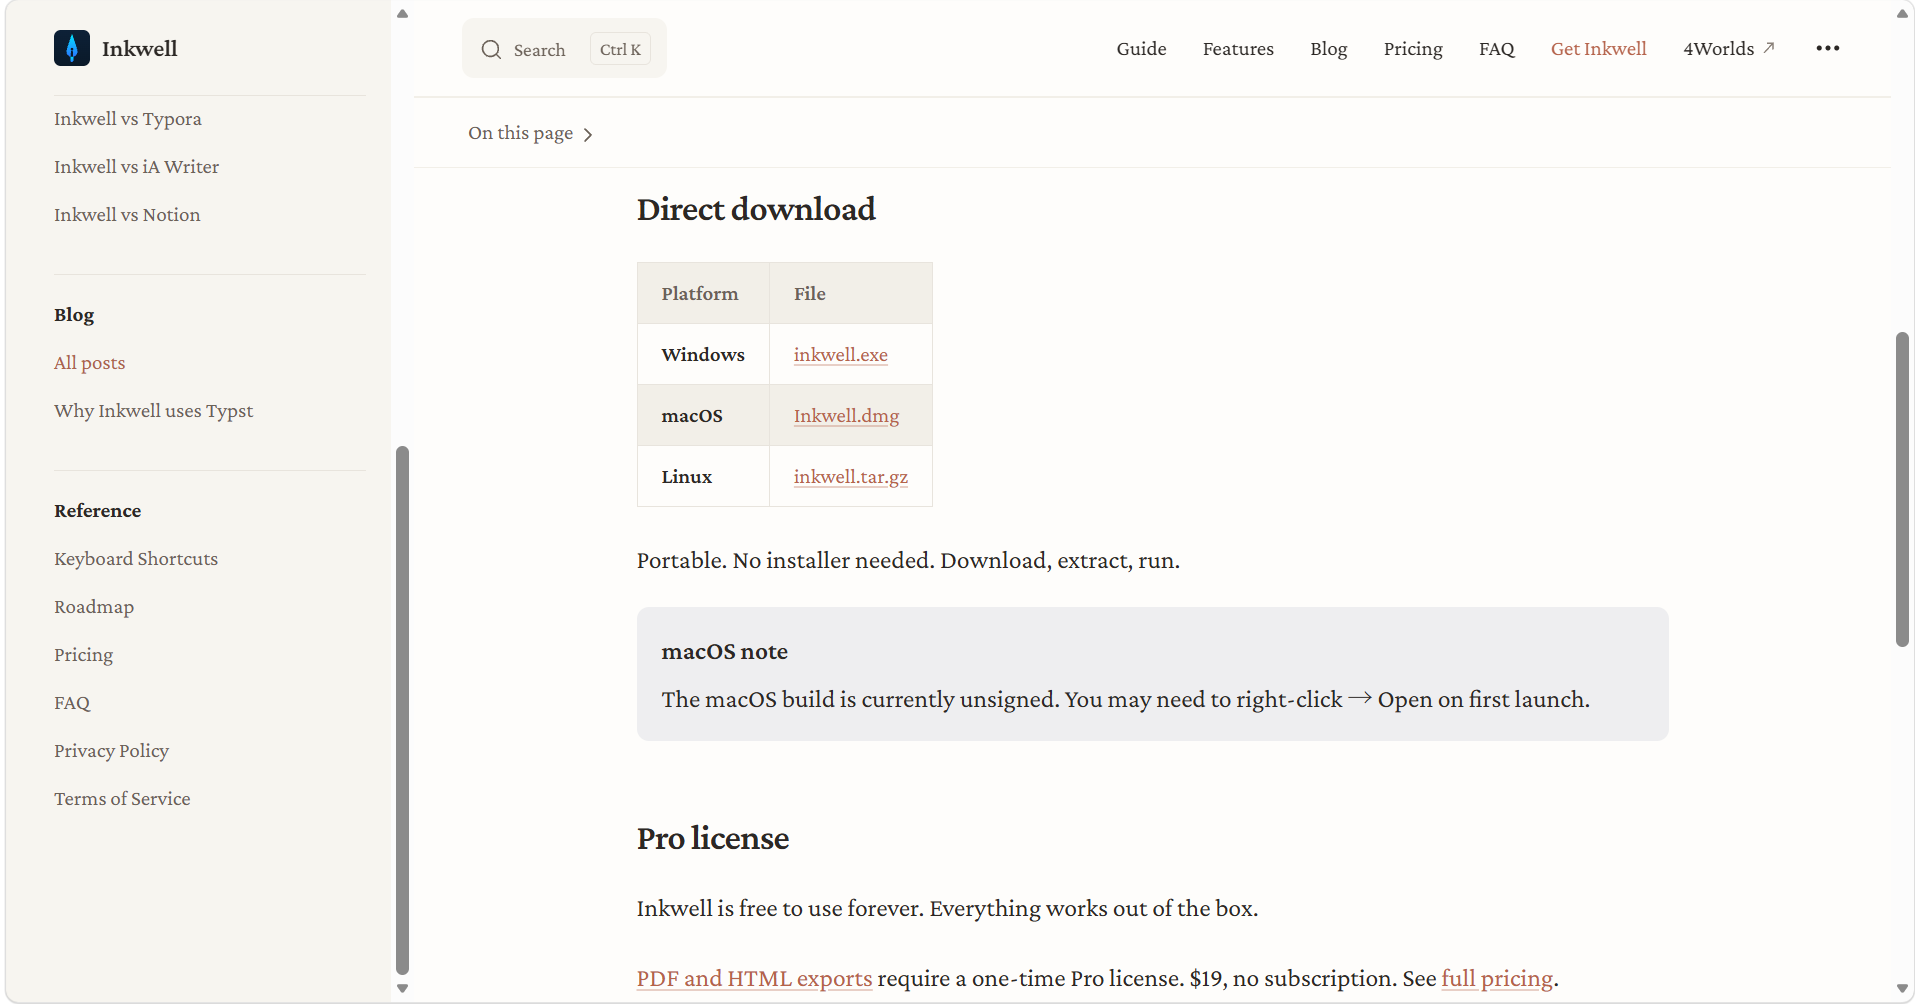 Inkwell
Inkwell vs Typora
Inkwell vs iA Writer
Inkwell vs Notion
Blog
All posts
Why Inkwell uses Typst
Reference
Keyboard Shortcuts
Roadmap
Pricing
FAQ
Privacy Policy
Terms of Service
Search Ctrl K
Guide Features Blog Pricing FAQ Get Inkwell 4Worlds ↗ •••
On this page >
Direct download
Platform File
Windows inkwell.exe
macOS Inkwell.dmg
Linux inkwell.tar.gz
Portable. No installer needed. Download, extract, run.
macOS note
The macOS build is currently unsigned. You may need to right-click → Open on first launch.
Pro license
Inkwell is free to use forever. Everything works out of the box.
PDF and HTML exports require a one-time Pro license. $19, no subscription. See full pricing.